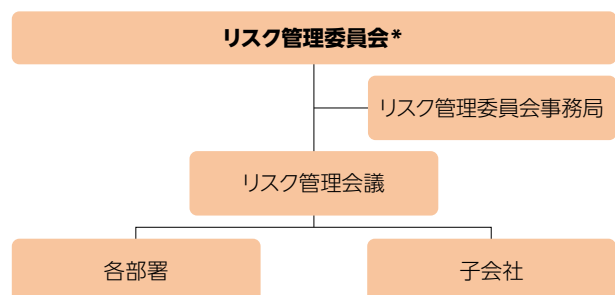 リスク管理委員会*
リスク管理委員会事務局
リスク管理会議
各部署
子会社